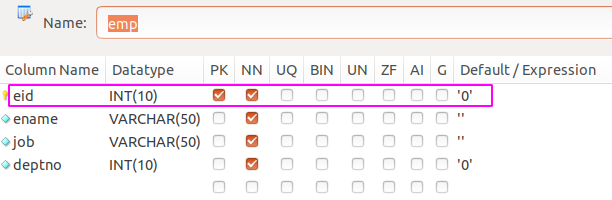 Name: emp
Column Name Datatype PK NN UQ BIN UN ZF AI G Default / Expression
eid INT(10) '0'
ename VARCHAR(50) ''
job VARCHAR(50) ''
deptno INT(10) '0'